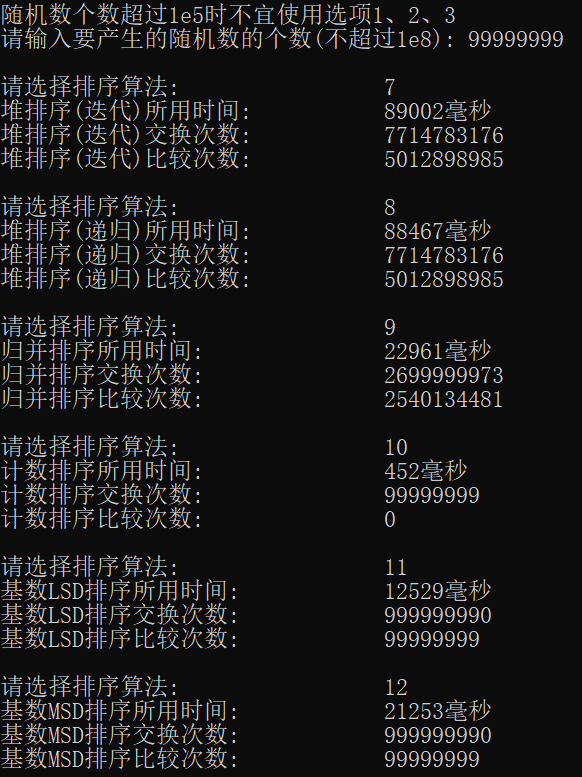 随机数个数超过1e5时不宜使用选项1、2、3
请输入要产生的随机数的个数(不超过1e8): 99999999
请选择排序算法: 7
堆排序(迭代)所用时间: 89002毫秒
堆排序(迭代)交换次数: 7714783176
堆排序(迭代)比较次数: 5012898985
请选择排序算法: 8
堆排序(递归)所用时间: 88467毫秒
堆排序(递归)交换次数: 7714783176
堆排序(递归)比较次数: 5012898985
请选择排序算法: 9
归并排序所用时间: 22961毫秒
归并排序交换次数: 2699999973
归并排序比较次数: 2540134481
请选择排序算法: 10
计数排序所用时间: 452毫秒
计数排序交换次数: 99999999
计数排序比较次数: 0
请选择排序算法: 11
基数LSD排序所用时间: 12529毫秒
基数LSD排序交换次数: 999999990
基数LSD排序比较次数: 99999999
请选择排序算法: 12
基数MSD排序所用时间: 21253毫秒
基数MSD排序交换次数: 999999990
基数MSD排序比较次数: 99999999